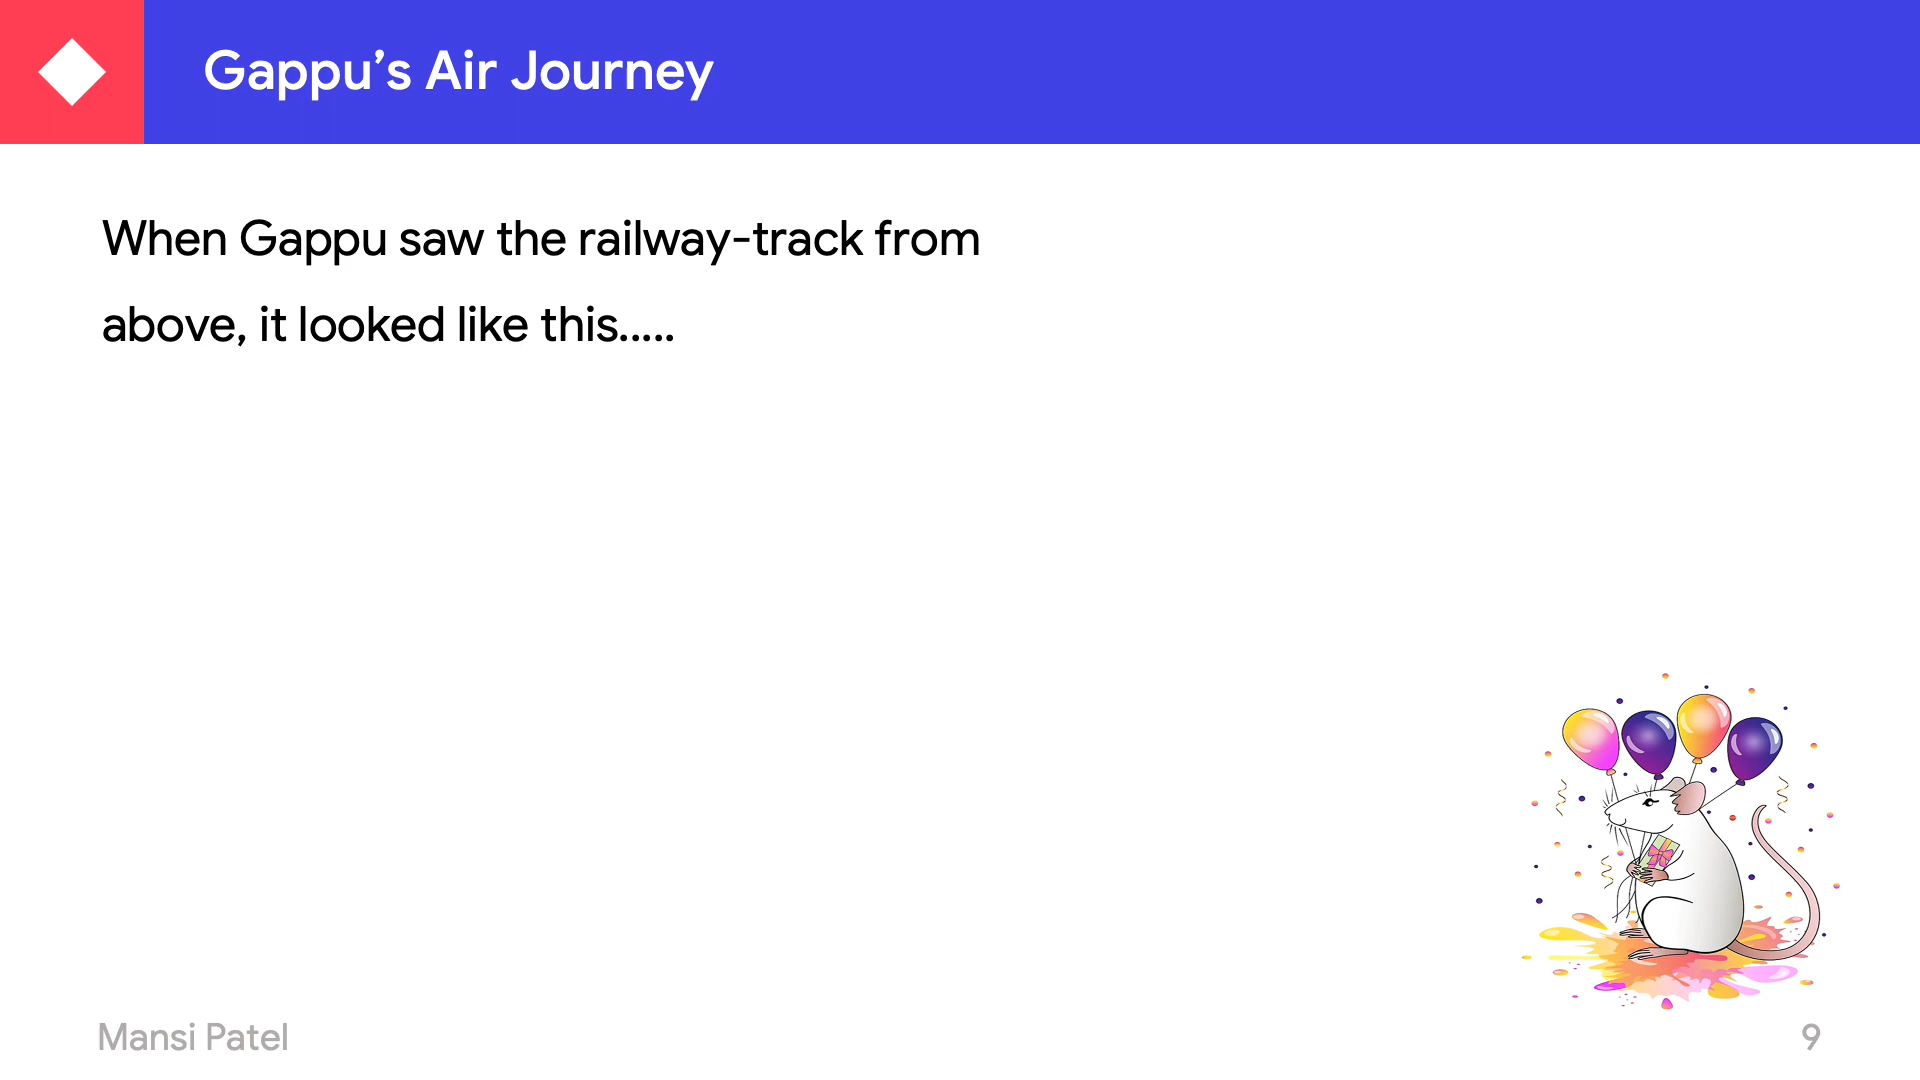 Gappu’s Air Journey
When Gappu saw the railway-track from
above, it looked like this.....
Mansi Patel
9